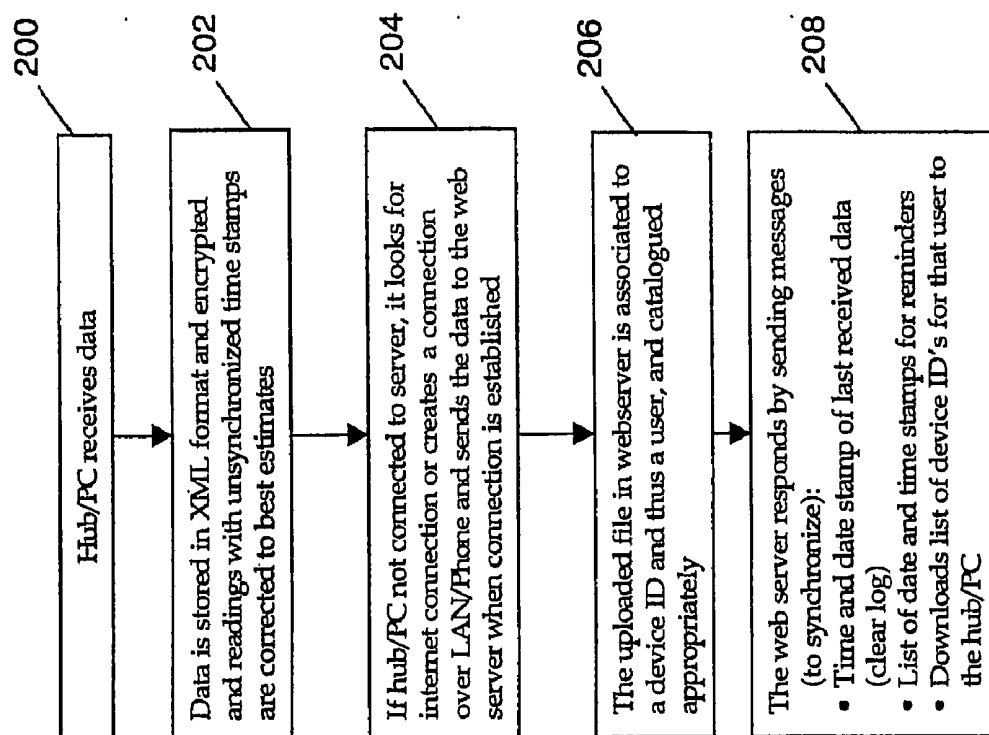 200
Hub/PC receives data
202
Data is stored in XML format and encrypted
and readings with unsynchronized time stamps
are corrected to best estimates
204
If hub/PC not connected to server, it looks for
internet connection or creates a connection
over LAN/Phone and sends the data to the web
server when connection is established
206
The uploaded file in webserver is associated to
a device ID and thus a user, and catalogued
appropriately
208
The web server responds by sending messages
(to synchronize):
• Time and date stamp of last received data
(clear log)
• List of date and time stamps for reminders
• Downloads list of device ID's for that user to
the hub/PC